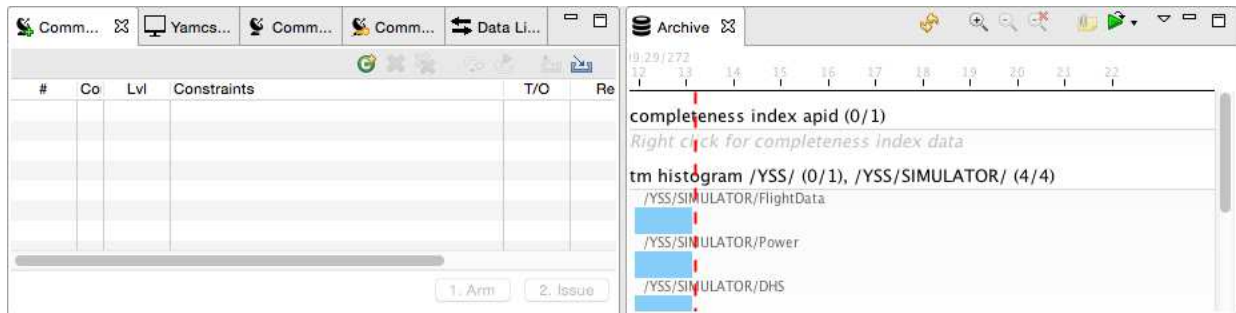 Comm... Yamcs... Comm... Comm... Data Li...
# Co Lvl Constraints T/O Re
1. Arm 2. Issue
Archive
9.29/272
12 13 14 15 16 17 18 19 20 21 22
completeness index apid (0/1)
Right click for completeness index data
tm histogram /YSS/ (0/1), /YSS/SIMULATOR/ (4/4)
/YSS/SIMULATOR/FlightData
/YSS/SIMULATOR/Power
/YSS/SIMULATOR/DHS